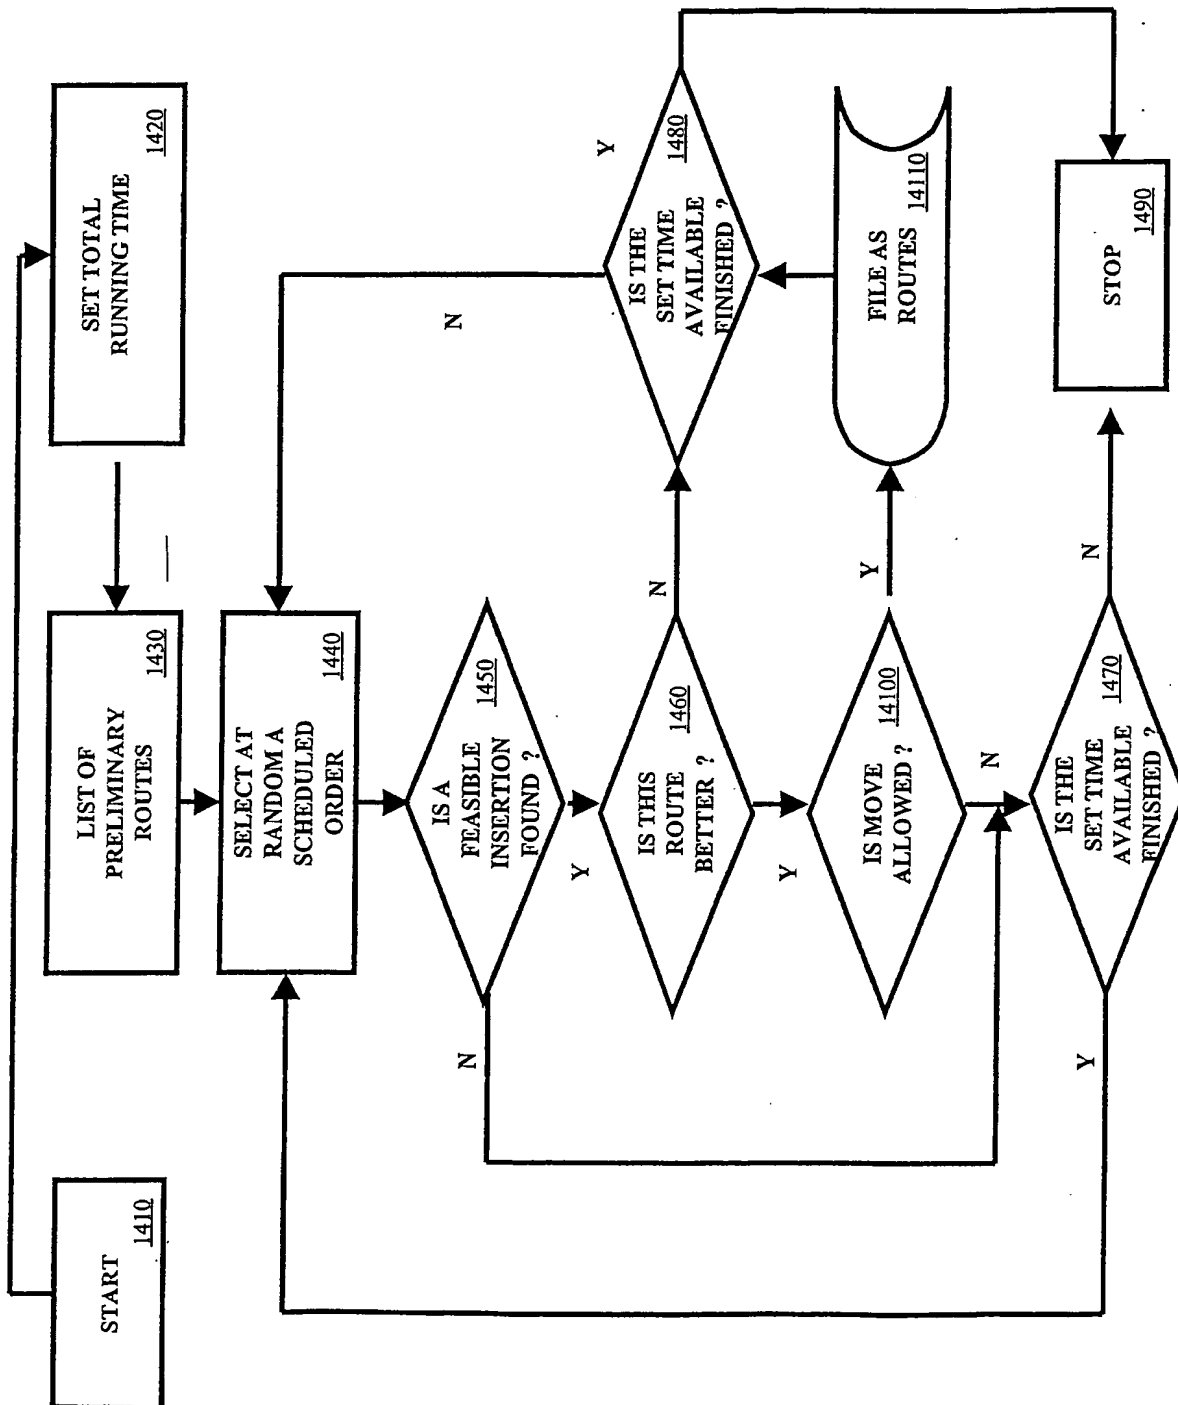 START
1410
SET TOTAL
RUNNING TIME
1420
LIST OF
PRELIMINARY
ROUTES
1430
SELECT AT
RANDOM A
SCHEDULED
ORDER
1440
IS A
FEASIBLE
INSERTION
FOUND ?
1450
N
Y
IS THIS
ROUTE
BETTER ?
1460
N
Y
IS MOVE
ALLOWED ?
14100
Y
N
IS THE
SET TIME
AVAILABLE
FINISHED ?
1470
Y
N
IS THE
SET TIME
AVAILABLE
FINISHED ?
1480
N
Y
FILE AS
ROUTES
14110
STOP
1490